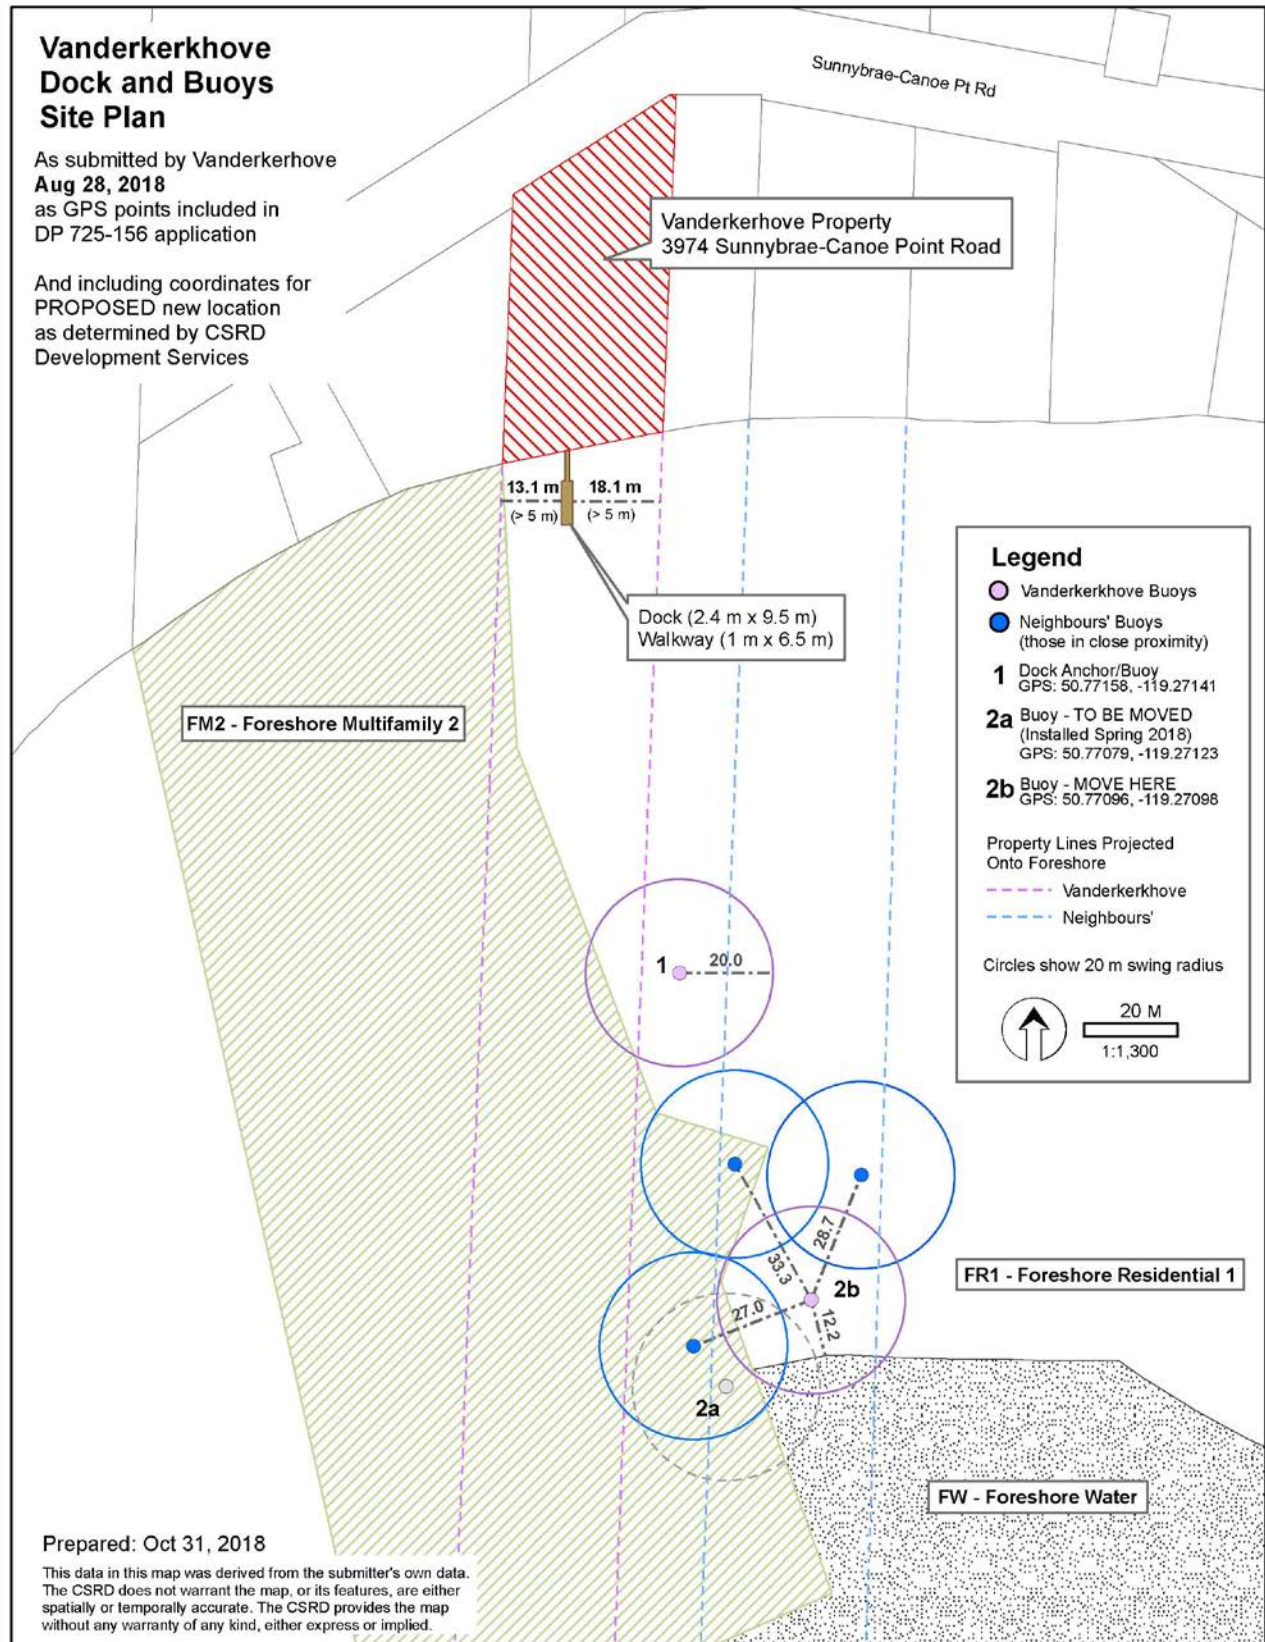 Vanderkerkhove
Dock and Buoys
Site Plan
As submitted by Vanderkerhove
Aug 28, 2018
as GPS points included in
DP 725-156 application
And including coordinates for
PROPOSED new location
as determined by CSRD
Development Services
Sunnybrae-Canoe Pt Rd
Vanderkerhove Property
3974 Sunnybrae-Canoe Point Road
13.1 m
(> 5 m)
18.1 m
(> 5 m)
Dock (2.4 m x 9.5 m)
Walkway (1 m x 6.5 m)
FM2 - Foreshore Multifamily 2
Legend
Vanderkerkhove Buoys
Neighbours' Buoys
(those in close proximity)
1 Dock Anchor/Buoy
GPS: 50.77158, -119.27141
2a Buoy - TO BE MOVED
(Installed Spring 2018)
GPS: 50.77079, -119.27123
2b Buoy - MOVE HERE
GPS: 50.77096, -119.27098
Property Lines Projected
Onto Foreshore
Vanderkerkhove
Neighbours'
Circles show 20 m swing radius
20 M
1:1,300
1
20.0
28.7
33.3
27.0
12.2
2b
2a
FR1 - Foreshore Residential 1
FW - Foreshore Water
Prepared: Oct 31, 2018
This data in this map was derived from the submitter's own data.
The CSRD does not warrant the map, or its features, are either
spatially or temporally accurate. The CSRD provides the map
without any warranty of any kind, either express or implied.